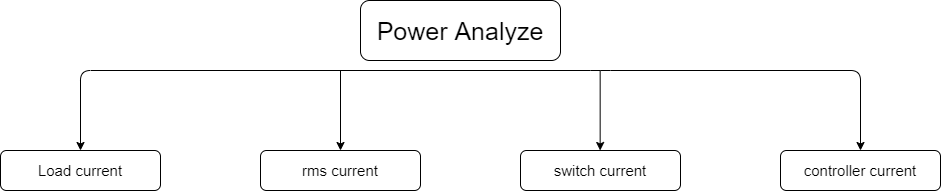 Power Analyze
Load current
rms current
switch current
controller current